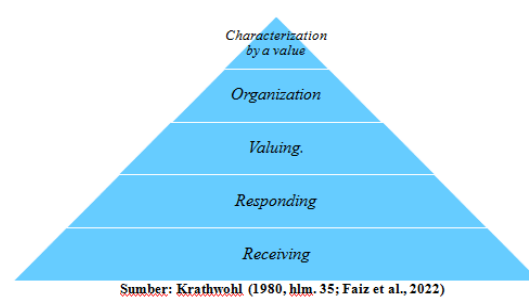 Characterization
by a value
Organization
Valuing.
Responding
Receiving
Sumber: Krathwohl (1980, hlm. 35; Faiz et al., 2022)